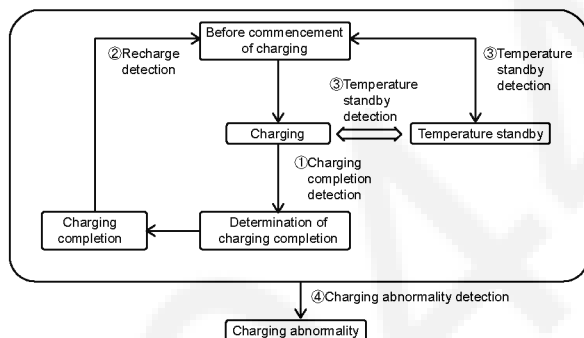 Before commencement
of charging
②Recharge
detection
③Temperature
standby
detection
③Temperature
standby
detection
Charging
Temperature standby
①Charging
completion
detection
Charging
completion
Determination of
charging completion
④Charging abnormality detection
Charging abnormality